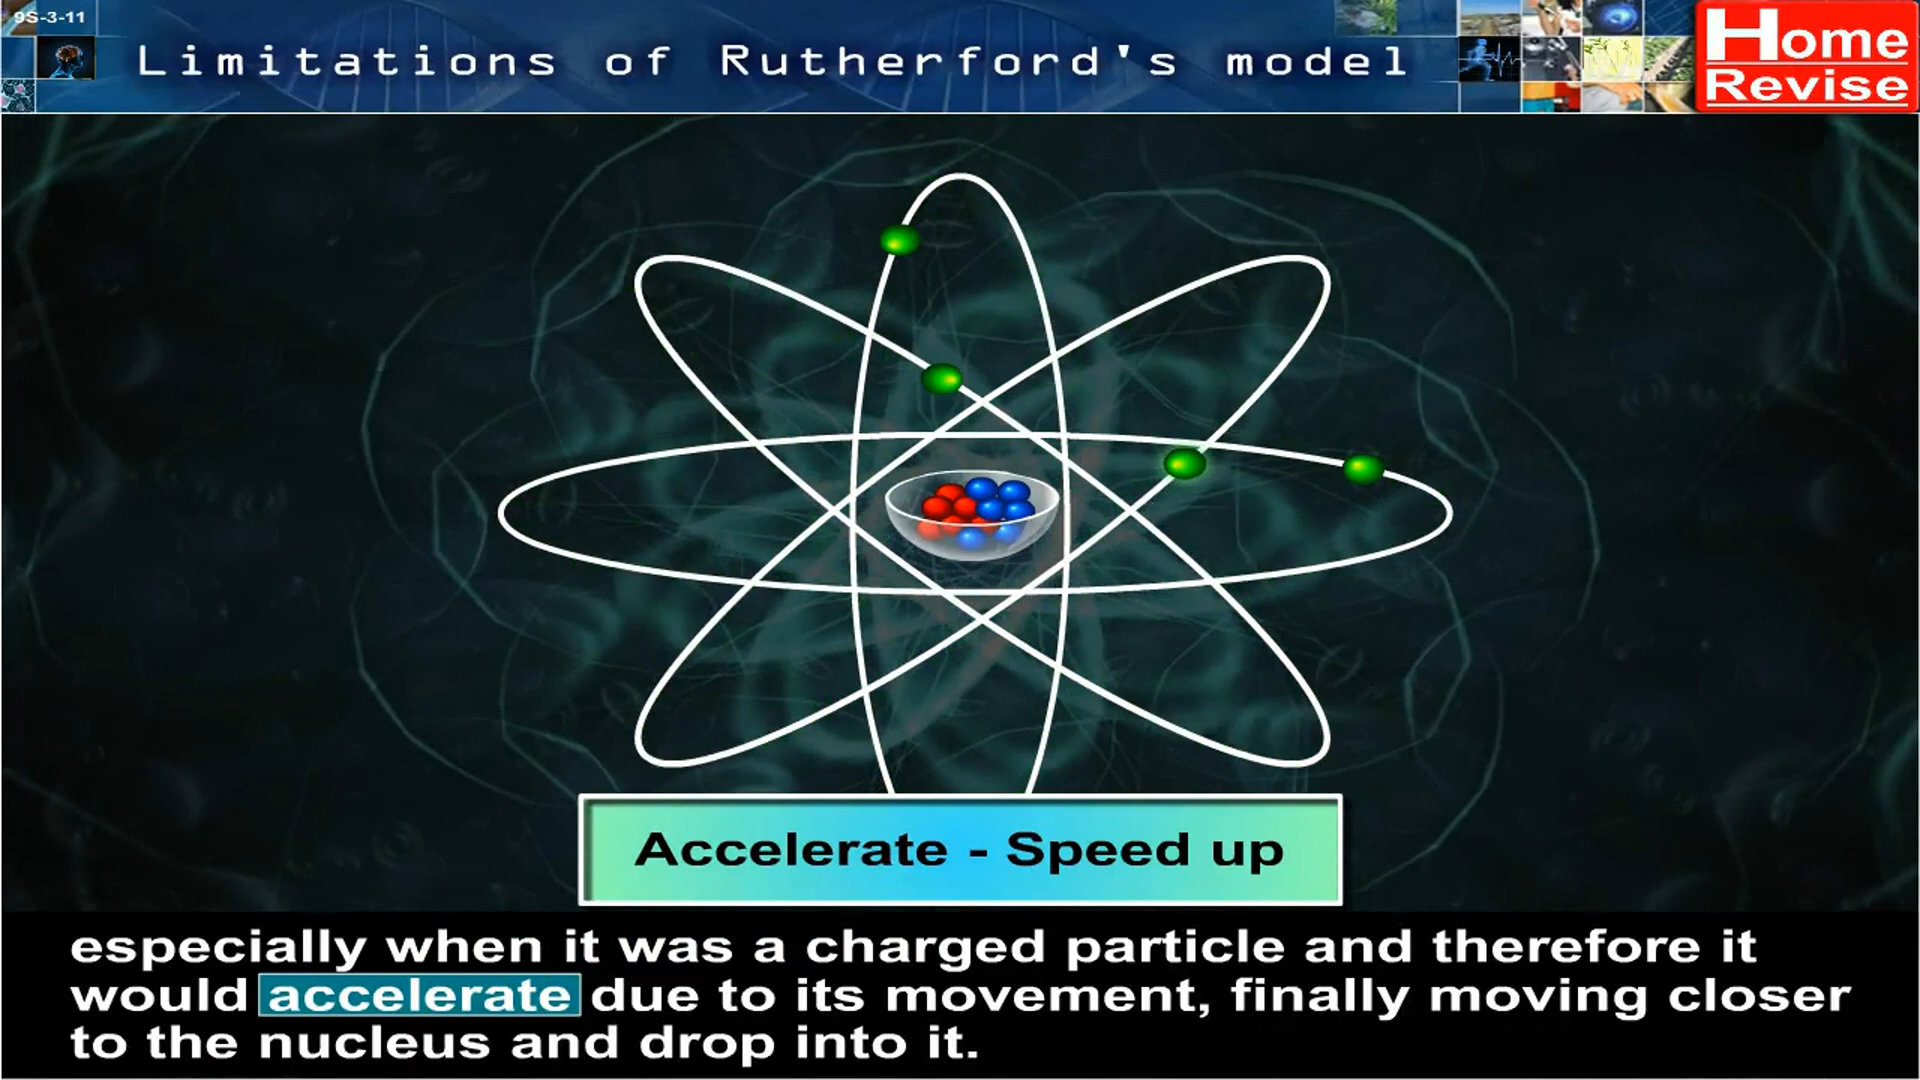 9S-3-11
Limitations of Rutherford's model
Home
Revise
Accelerate - Speed up
especially when it was a charged particle and therefore it
would accelerate due to its movement, finally moving closer
to the nucleus and drop into it.